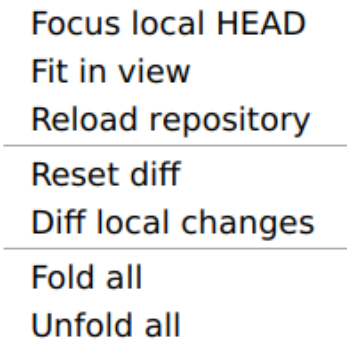 Focus local HEAD
Fit in view
Reload repository
Reset diff
Diff local changes
Fold all
Unfold all